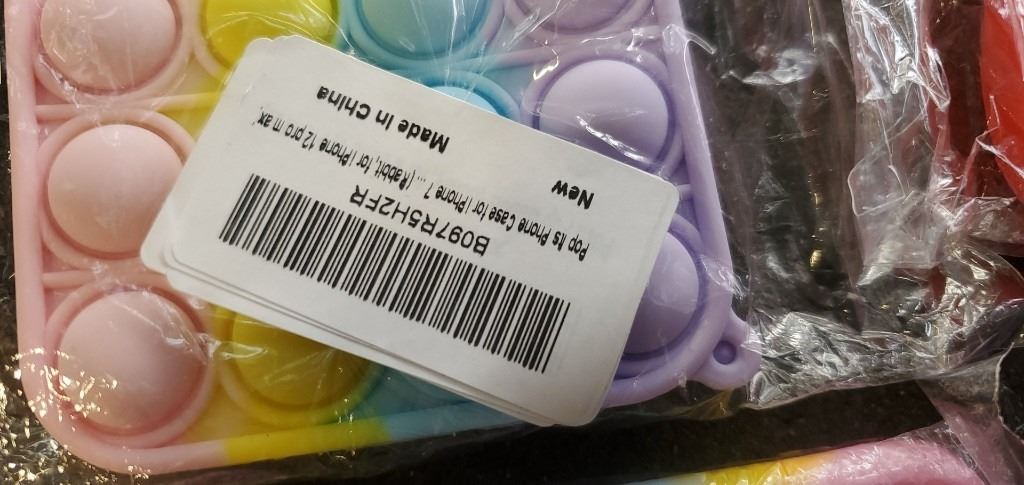 B097R5H2FR
Pop Its Phone Case for iPhone 7 ... [Rabbit, for iPhone 12 pro max',
New
Made In China